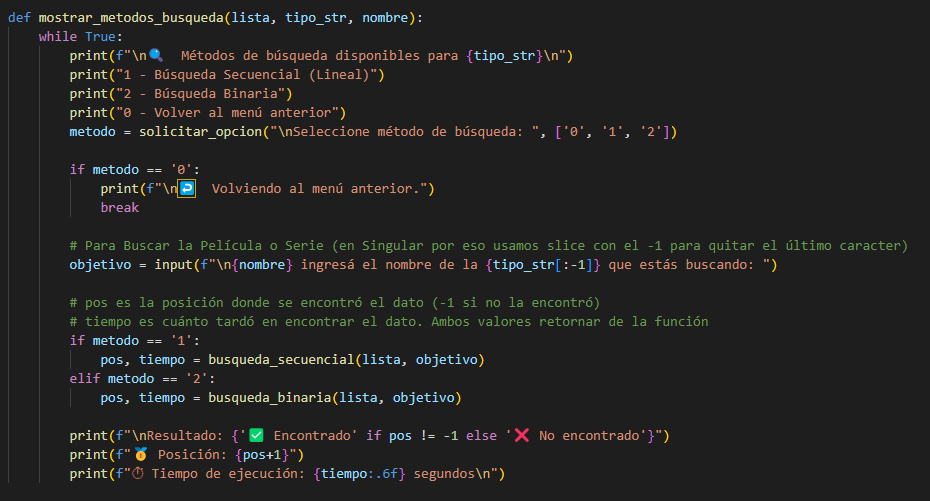 def mostrar_metodos_busqueda(lista, tipo_str, nombre):
    while True:
        print(f"\n🔍  Métodos de búsqueda disponibles para {tipo_str}\n")
        print("1 - Búsqueda Secuencial (Lineal)")
        print("2 - Búsqueda Binaria")
        print("0 - Volver al menú anterior")
        metodo = solicitar_opcion("\nSeleccione método de búsqueda: ", ['0', '1', '2'])

        if metodo == '0':
            print(f"\n↩️  Volviendo al menú anterior.")
            break

        # Para Buscar la Película o Serie (en Singular por eso usamos slice con el -1 para quitar el último caracter)
        objetivo = input(f"\n{nombre} ingresá el nombre de la {tipo_str[:-1]} que estás buscando: ")

        # pos es la posición donde se encontró el dato (-1 si no la encontró)
        # tiempo es cuánto tardó en encontrar el dato. Ambos valores retornar de la función
        if metodo == '1':
            pos, tiempo = busqueda_secuencial(lista, objetivo)
        elif metodo == '2':
            pos, tiempo = busqueda_binaria(lista, objetivo)

        print(f"\nResultado: {'✅ Encontrado' if pos != -1 else '❌ No encontrado'}")
        print(f"🏅 Posición: {pos+1}")
        print(f"⏱ Tiempo de ejecución: {tiempo:.6f} segundos\n")